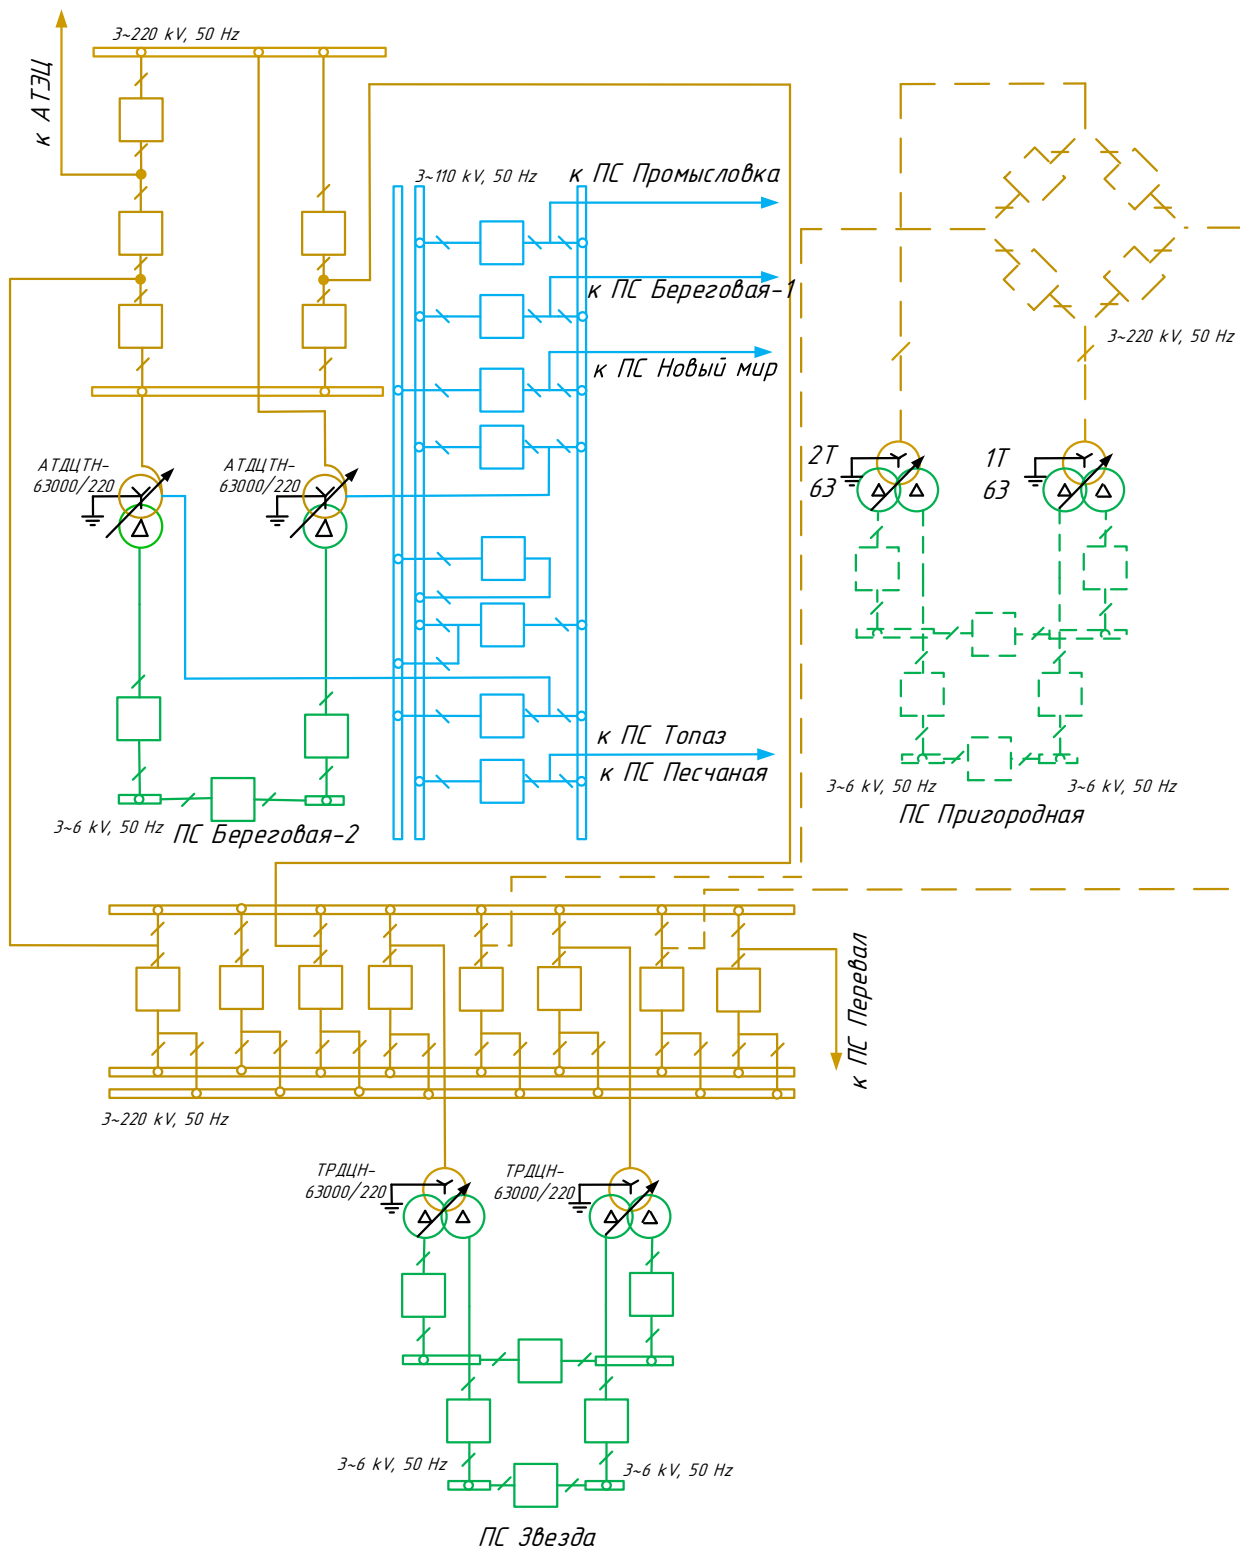 3~220 kV, 50 Hz
к АТЭЦ
3~110 kV, 50 Hz
к ПС Промысловка
к ПС Береговая-1
к ПС Новый мир
3~220 kV, 50 Hz
АТДЦТН-
63000/220
АТДЦТН-
63000/220
2Т
63
1Т
63
к ПС Топаз
к ПС Песчаная
3~6 kV, 50 Hz
3~6 kV, 50 Hz
ПС Пригородная
3~6 kV, 50 Hz
ПС Береговая-2
к ПС Перевал
3~220 kV, 50 Hz
ТРДЦН-
63000/220
ТРДЦН-
63000/220
3~6 kV, 50 Hz
3~6 kV, 50 Hz
ПС Звезда